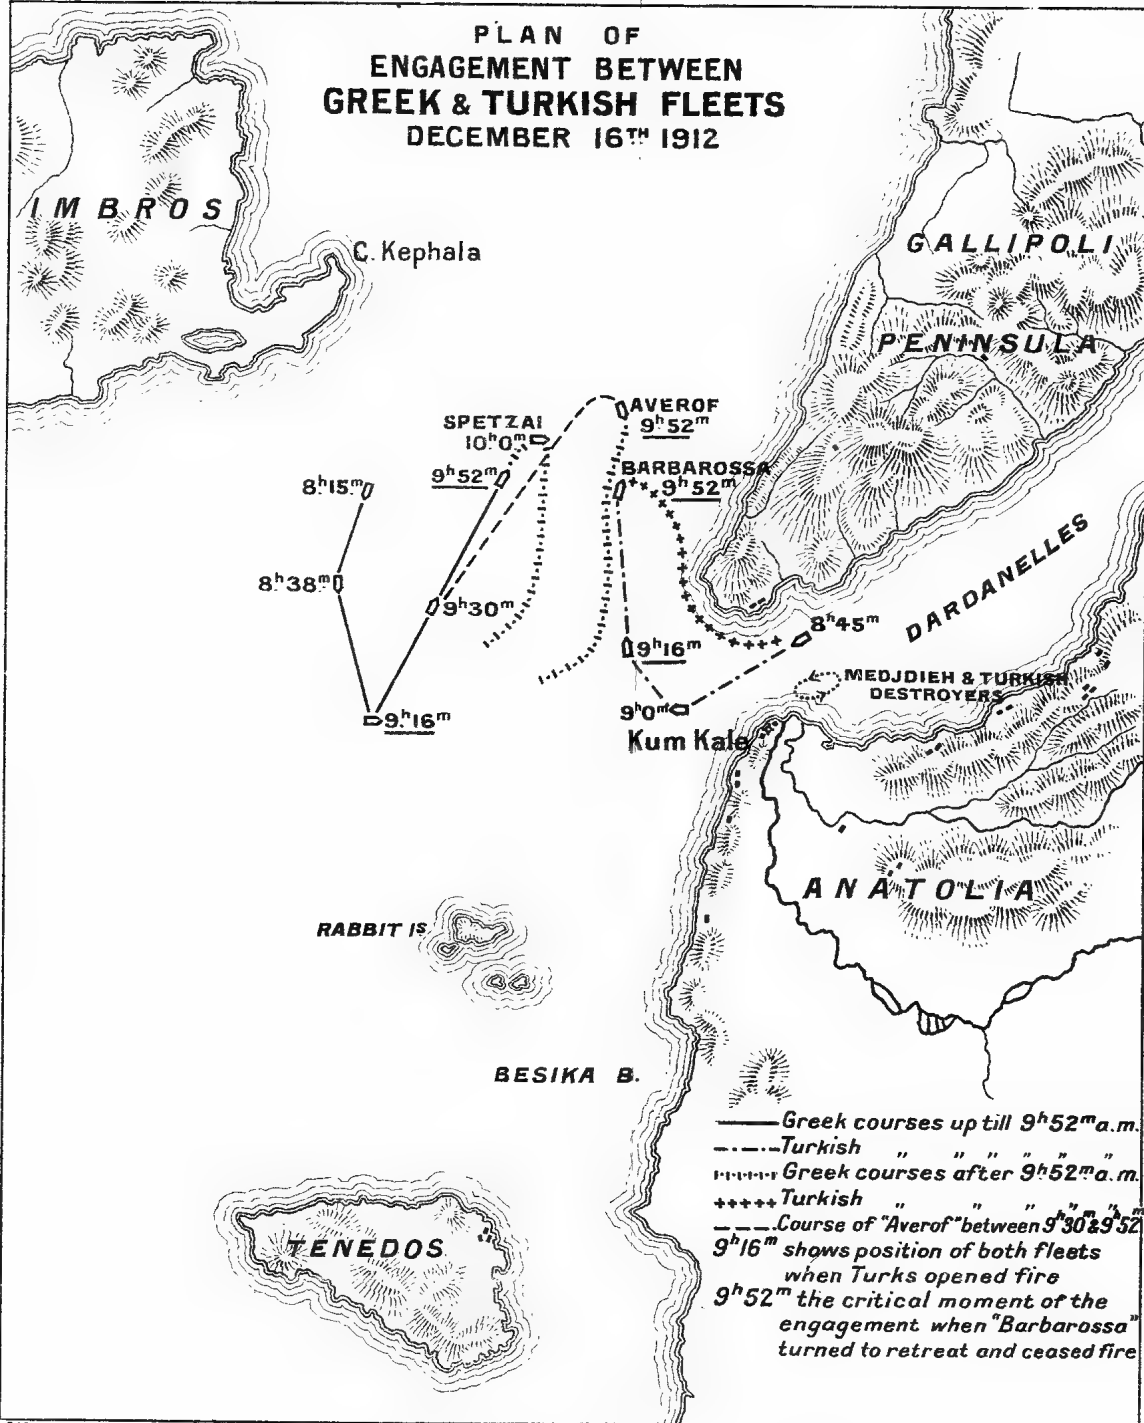 PLAN OF
ENGAGEMENT BETWEEN
GREEK & TURKISH FLEETS
DECEMBER 16TH 1912
IMBROS
C. Kephala
GALLIPOLI
PENINSULA
SPETZAI
10h0m
AVEROF
9h52m
9h52m
BARBAROSSA
9h52m
8h15m
8h38m
9h30m
9h16m
9h16m
9h0m
8h45m
DARDANELLES
MEDJDIEH & TURKISH
DESTROYERS
Kum Kale
ANATOLIA
RABBIT IS
BESIKA B.
TENEDOS
Greek courses up till 9h52m a.m.
Turkish " " " " " "
Greek courses after 9h52m a.m.
Turkish " " " " "
Course of "Averof" between 9h30m & 9h52m
9h16m shows position of both fleets
when Turks opened fire
9h52m the critical moment of the
engagement when "Barbarossa"
turned to retreat and ceased fire